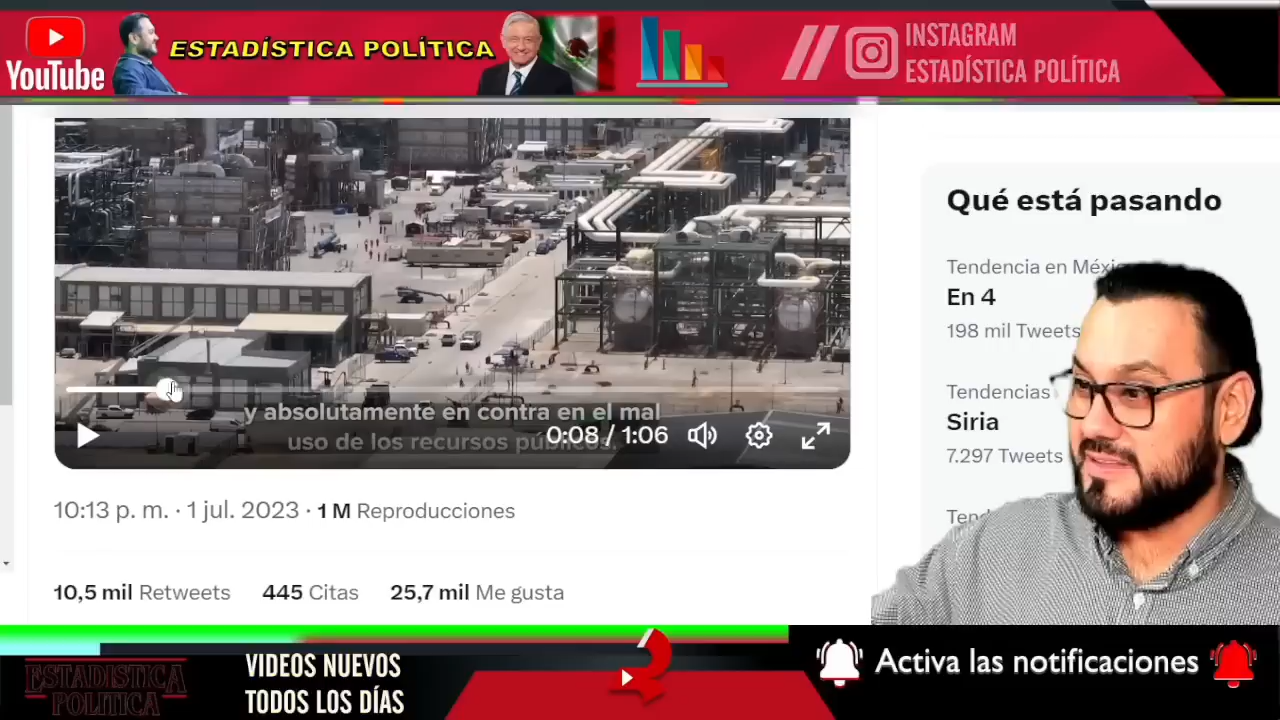 YouTube
ESTADÍSTICA POLÍTICA
INSTAGRAM
ESTADÍSTICA POLÍTICA
Qué está pasando
Tendencia en Méxi
En 4
198 mil Tweets
Tendencias
Siria
7.297 Tweets
Tend
y absolutamente en contra en el mal
uso de los recursos públicos.
0:08 / 1:06
10:13 p. m. · 1 jul. 2023 · 1 M Reproducciones
10,5 mil Retweets 445 Citas 25,7 mil Me gusta
ESTADISTICA
POLÍTICA
VIDEOS NUEVOS
TODOS LOS DÍAS
Activa las notificaciones